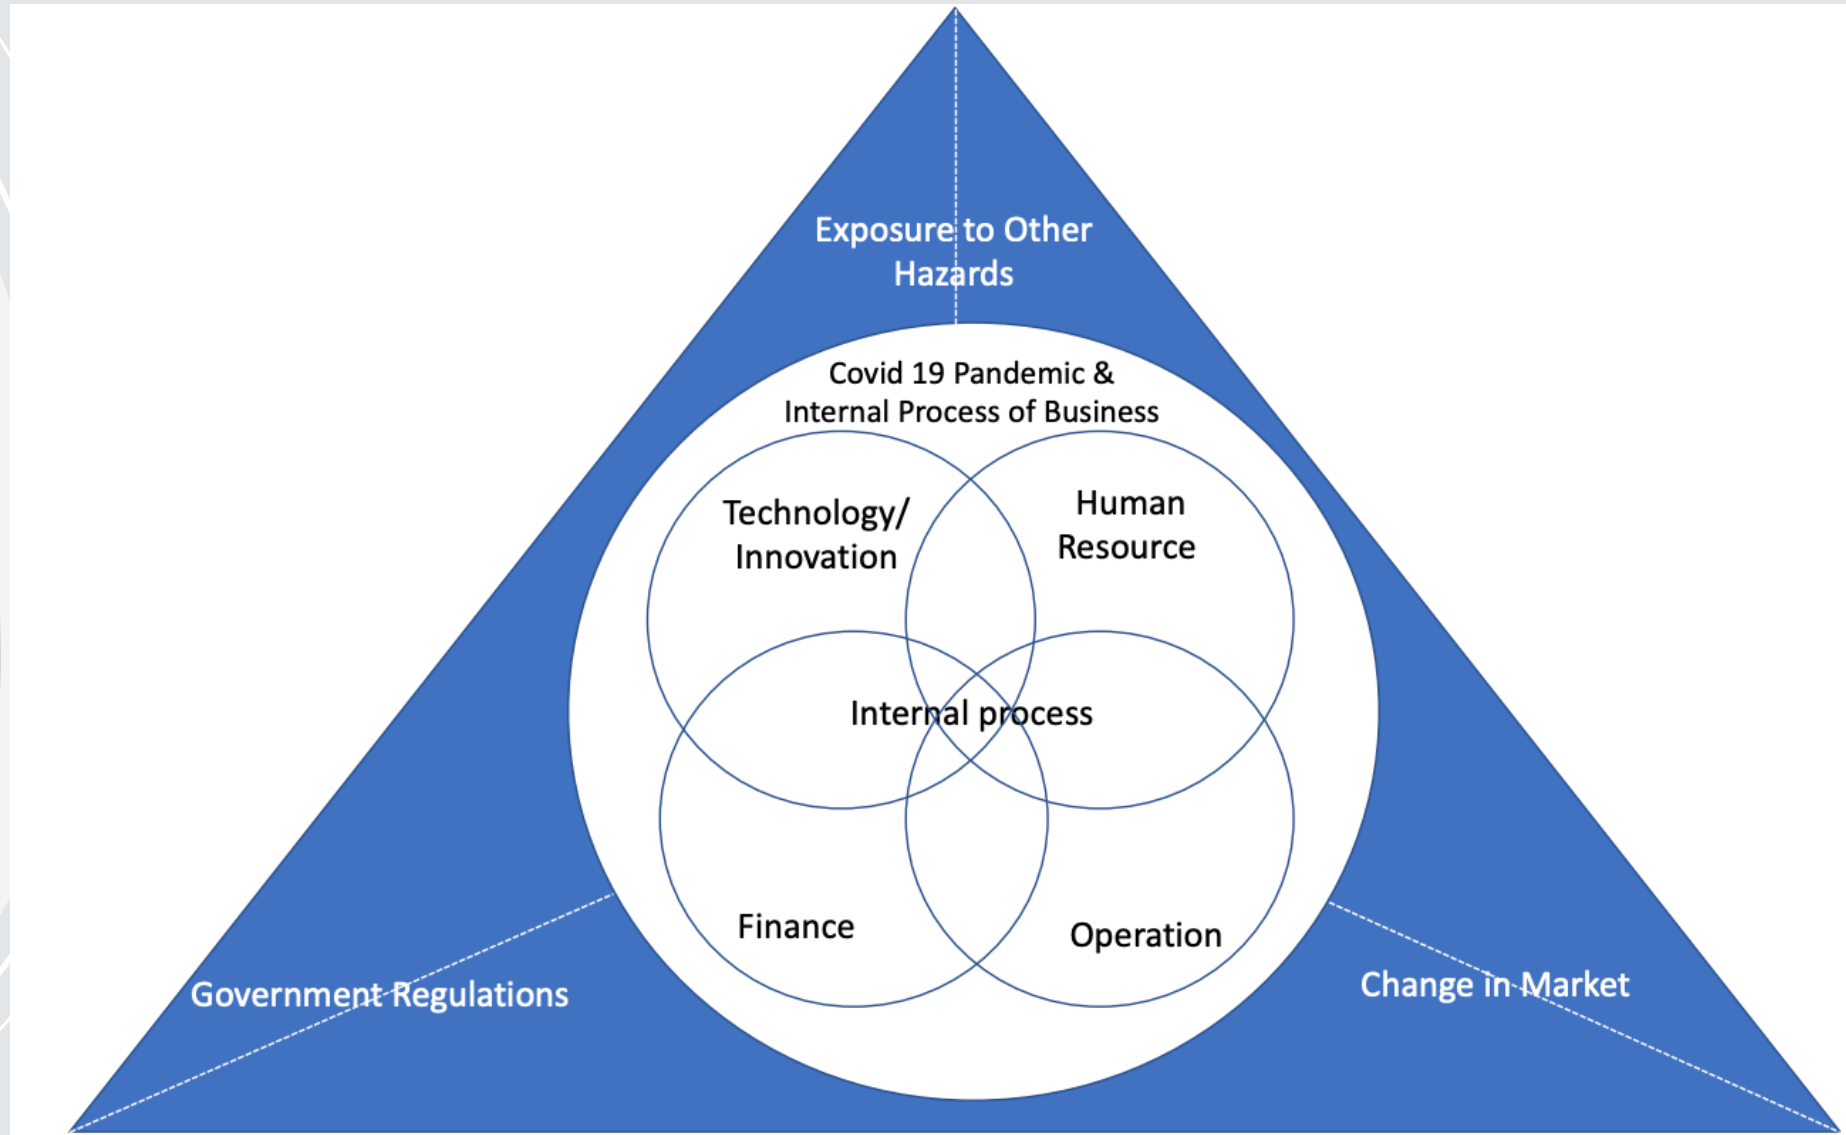 Exposure to Other
Hazards
Covid 19 Pandemic &
Internal Process of Business
Technology/
Innovation
Human
Resource
Internal process
Finance
Operation
Government Regulations
Change in Market